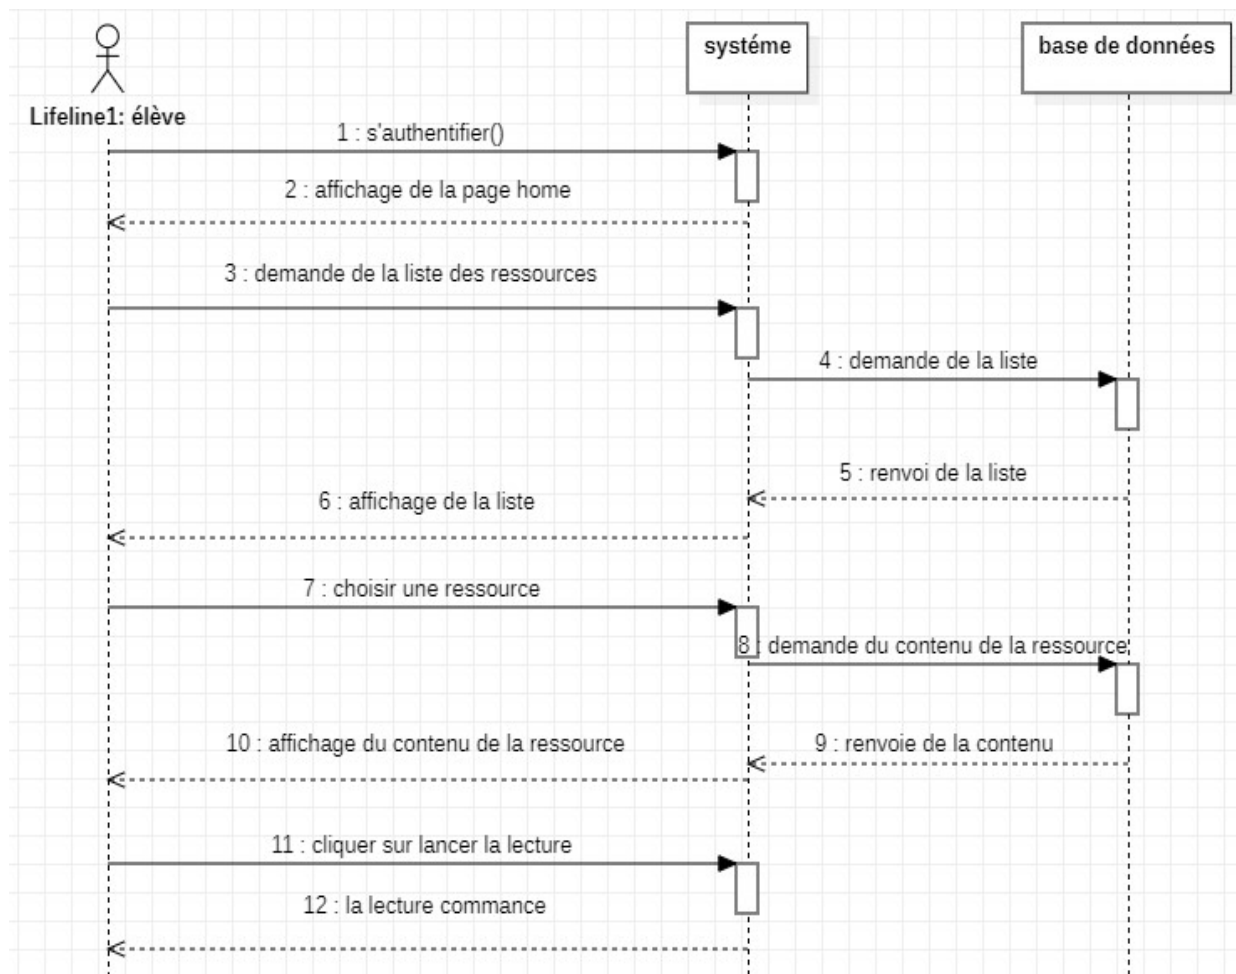 systéme
base de données
Lifeline1: élève
1 : s'authentifier()
2 : affichage de la page home
3 : demande de la liste des ressources
4 : demande de la liste
5 : renvoi de la liste
6 : affichage de la liste
7 : choisir une ressource
8 : demande du contenu de la ressource
9 : renvoie de la contenu
10 : affichage du contenu de la ressource
11 : cliquer sur lancer la lecture
12 : la lecture commance